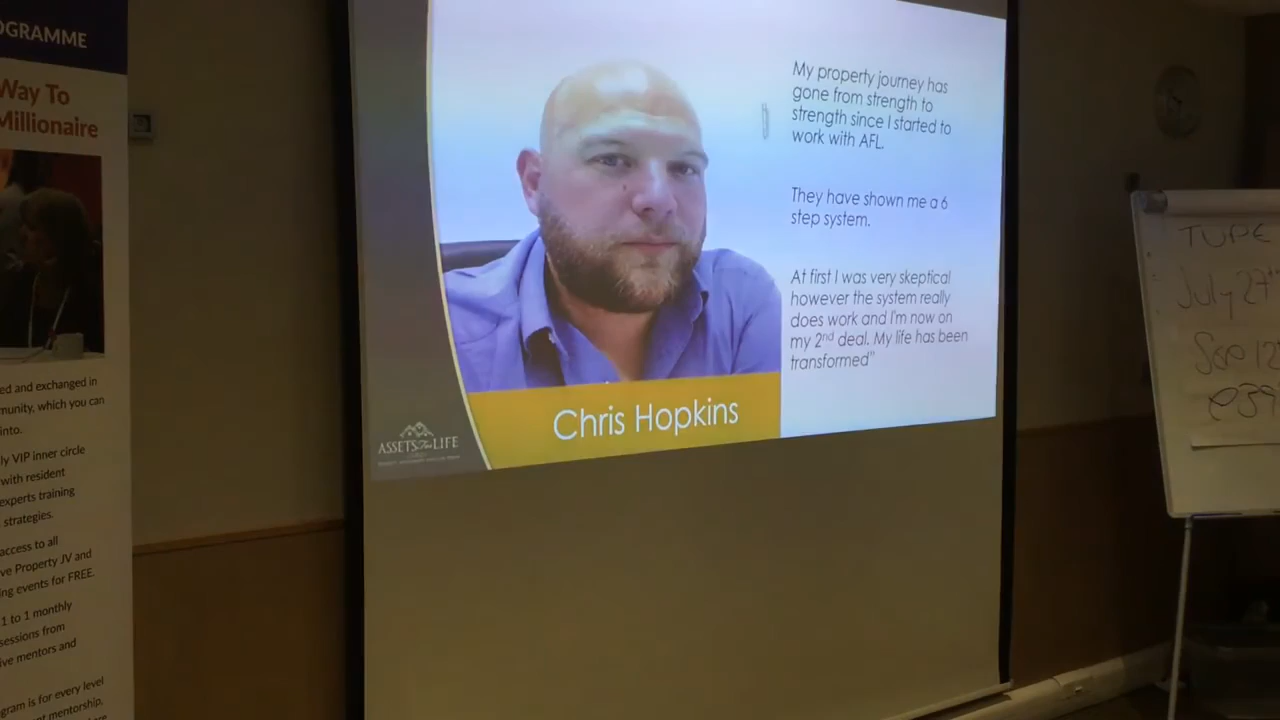 OGRAMME
Way To
Millionaire
ed and exchanged in
munity, which you can
into.
ly VIP inner circle
with resident
experts training
strategies.
access to all
ve Property JV and
ing events for FREE.
1 to 1 monthly
sessions from
ive mentors and
gram is for every level
mentorship,
My property journey has
gone from strength to
strength since I started to
work with AFL.
They have shown me a 6
step system.
At first I was very skeptical
however the system really
does work and I'm now on
my 2nd deal. My life has been
transformed"
Chris Hopkins
ASSETS For LIFE
July 27th